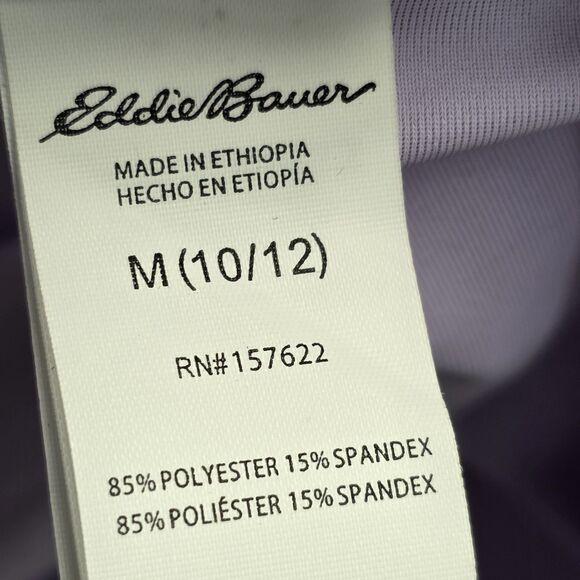 Eddie Bauer
MADE IN ETHIOPIA
HECHO EN ETIOPÍA
M (10/12)
RN#157622
85% POLYESTER 15% SPANDEX
85% POLIÉSTER 15% SPANDEX